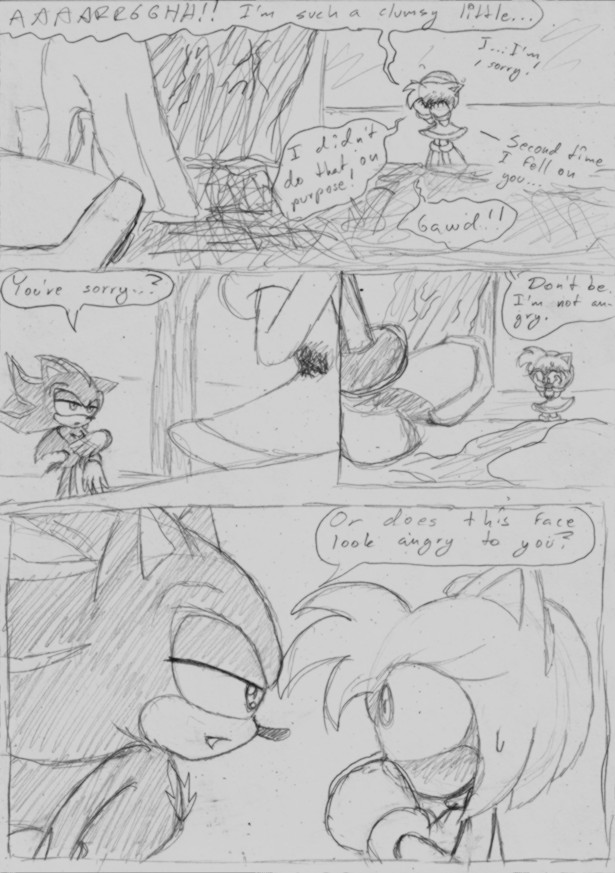 AAAARRGGHH!! I'm such a clumsy little...
I...I'm
sorry!
I didn't
do that on
purpose!
Second time
I fell on
you...
Gawd!!
You're sorry...?
Don't be.
I'm not an
gry.
Or does this face
look angry to you?